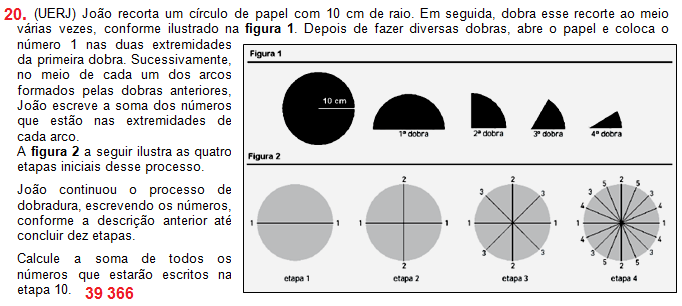 20. (UERJ) João recorta um círculo de papel com 10 cm de raio. Em seguida, dobra esse recorte ao meio
várias vezes, conforme ilustrado na figura 1. Depois de fazer diversas dobras, abre o papel e coloca o
número 1 nas duas extremidades
da primeira dobra. Sucessivamente,
no meio de cada um dos arcos
formados pelas dobras anteriores,
João escreve a soma dos números
que estão nas extremidades de
cada arco.
A figura 2 a seguir ilustra as quatro
etapas iniciais desse processo.
João continuou o processo de
dobradura, escrevendo os números,
conforme a descrição anterior até
concluir dez etapas.
Calcule a soma de todos os
números que estarão escritos na
etapa 10. 39 366
Figura 1
10 cm
1ª dobra 2ª dobra 3ª dobra 4ª dobra
Figura 2
1 1
etapa 1
2
1 1
2
etapa 2
2
3 3
1 1
3 3
2
etapa 3
5 2 5
3 3
4 4
1 1
4 4
3 3
5 2 5
etapa 4